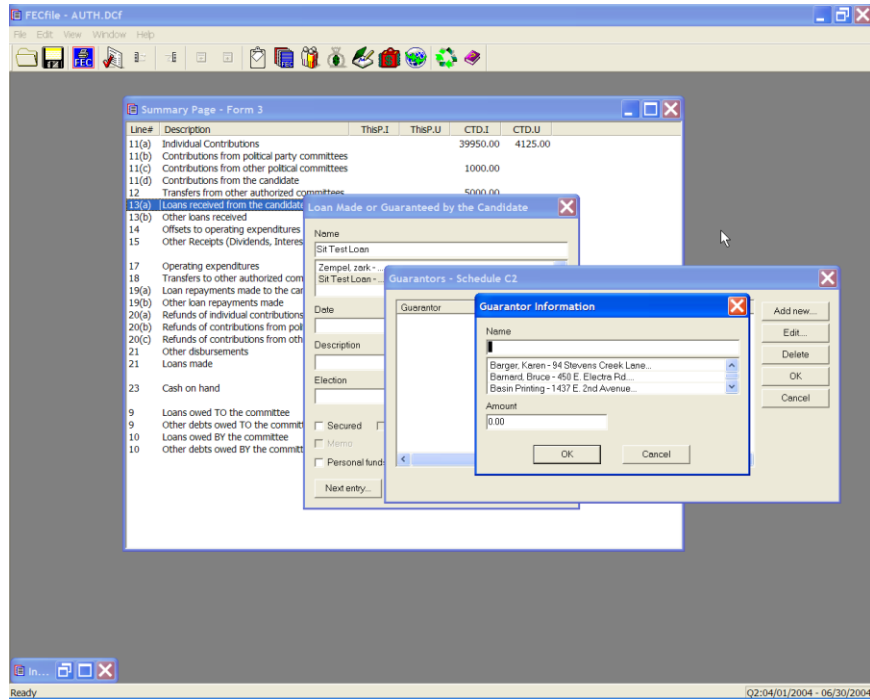 FECfile - AUTH.DCf
File Edit View Window Help
FEC
Summary Page - Form 3
Line# Description ThisP.I ThisP.U CTD.I CTD.U
11(a) Individual Contributions 39950.00 4125.00
11(b) Contributions from political party committees
11(c) Contributions from other political committees 1000.00
11(d) Contributions from the candidate
12 Transfers from other authorized committees 5000.00
13(a) Loans received from the candidate
13(b) Other loans received
14 Offsets to operating expenditures
15 Other Receipts (Dividends, Interes
17 Operating expenditures
18 Transfers to other authorized com
19(a) Loan repayments made to the can
19(b) Other loan repayments made
20(a) Refunds of individual contributions
20(b) Refunds of contributions from poli
20(c) Refunds of contributions from oth
21 Other disbursements
21 Loans made
23 Cash on hand
9 Loans owed TO the committee
9 Other debts owed TO the committ
10 Loans owed BY the committee
10 Other debts owed BY the committ
Loan Made or Guaranteed by the Candidate
Name
Sit Test Loan
Zempel, zark - ...
Sit Test Loan - ...
Date
Description
Election
Secured
Memo
Personal funds
Next entry...
Guarantors - Schedule C2
Guarantor
Add new...
Edit...
Delete
OK
Cancel
Guarantor Information
Name
Barger, Karen - 94 Stevens Creek Lane...
Barnard, Bruce - 450 E. Electra Rd....
Basin Printing - 1437 E. 2nd Avenue...
Amount
0.00
OK Cancel
In...
Ready Q2:04/01/2004 - 06/30/2004